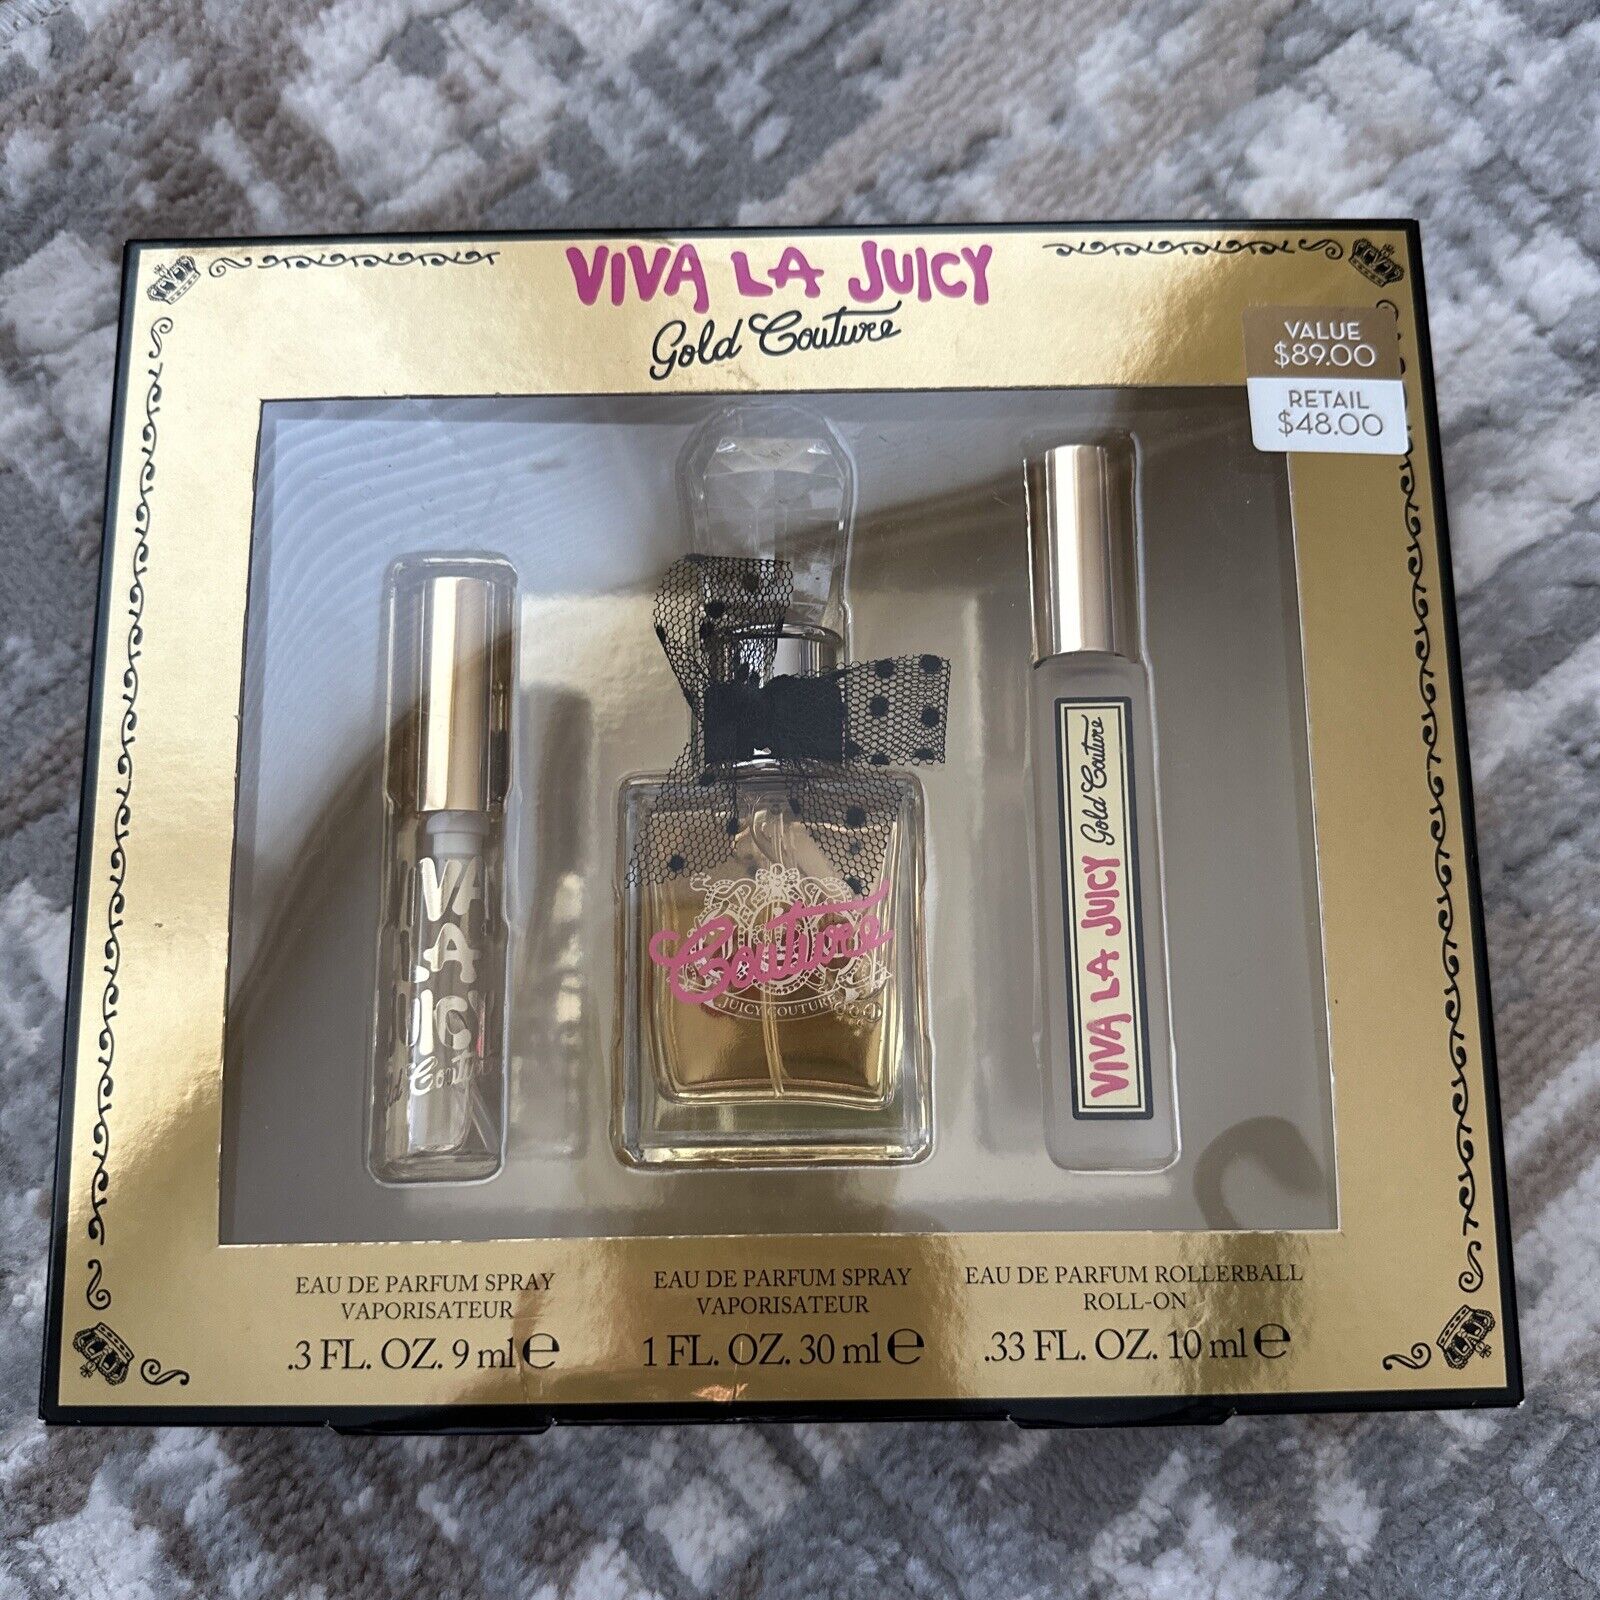 VIVA LA JUICY
Gold Couture
VALUE
$89.00
RETAIL
$48.00
VA
LA
JUICY
Couture
Couture
JUICY COUTURE
VIVA LA JUICY Gold Couture
EAU DE PARFUM SPRAY
VAPORISATEUR
.3 FL. OZ. 9 ml ℮
EAU DE PARFUM SPRAY
VAPORISATEUR
1 FL. OZ. 30 ml ℮
EAU DE PARFUM ROLLERBALL
ROLL-ON
.33 FL. OZ. 10 ml ℮